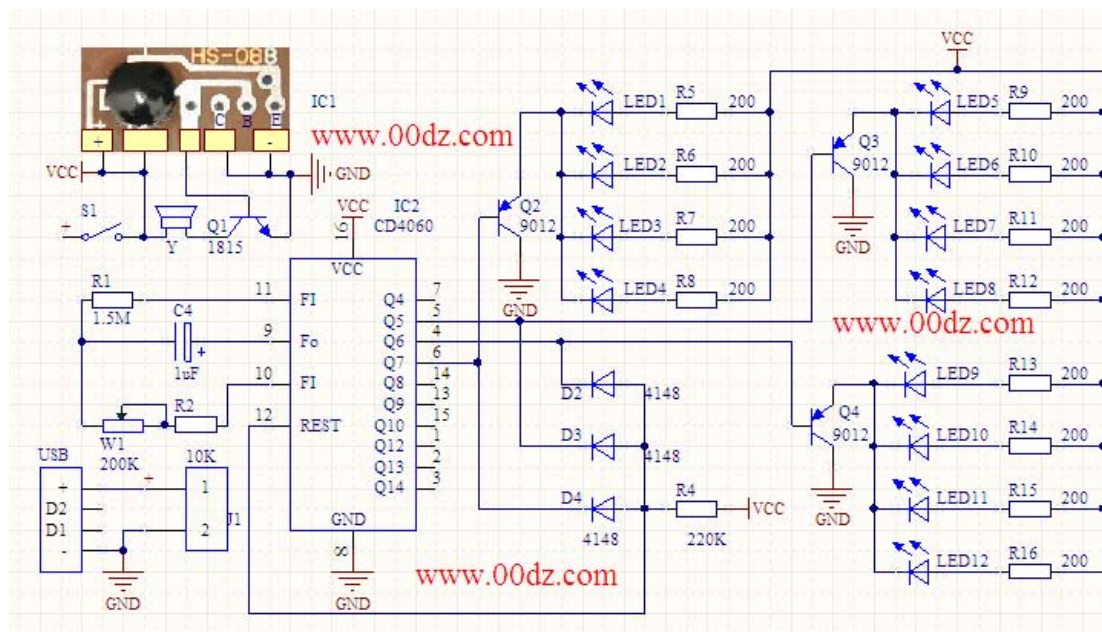 HS-08B
C B E
+ -
IC1
www.00dz.com
VCC
GND
S1
+
Y
Q1
1815
IC2
CD4060
VCC
16
VCC
R1
1.5M
11 FI
C4
9 Fo
+
1uF
10 FI
R2
12 REST
W1
200K
10K
Q4 7
Q5 5
Q6 4
Q7 6
Q8 14
Q9 13
Q10 15
Q12 1
Q13 2
Q14 3
GND
8
GND
USB
+
D2
D1
-
+
1
2
J1
GND
Q2
9012
GND
LED1 R5 200
LED2 R6 200
LED3 R7 200
LED4 R8 200
VCC
Q3
9012
GND
LED5 R9 200
LED6 R10 200
LED7 R11 200
LED8 R12 200
www.00dz.com
D2 4148
D3 4148
D4 4148
R4
220K
VCC
www.00dz.com
Q4
9012
GND
LED9 R13 200
LED10 R14 200
LED11 R15 200
LED12 R16 200